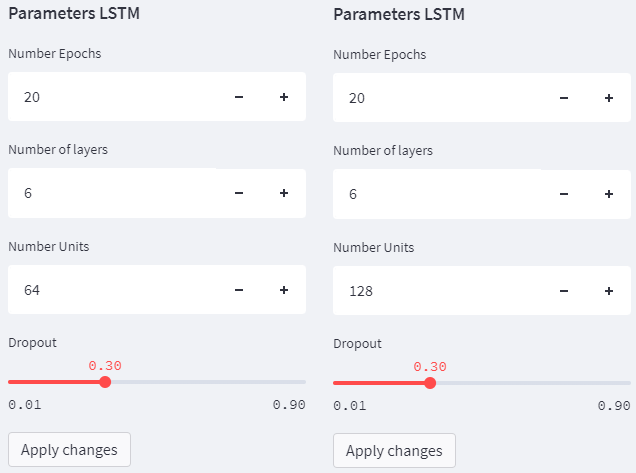 Parameters LSTM
Number Epochs
20 - +
Number of layers
6 - +
Number Units
64 - +
Dropout
0.30
0.01 0.90
Apply changes
Parameters LSTM
Number Epochs
20 - +
Number of layers
6 - +
Number Units
128 - +
Dropout
0.30
0.01 0.90
Apply changes